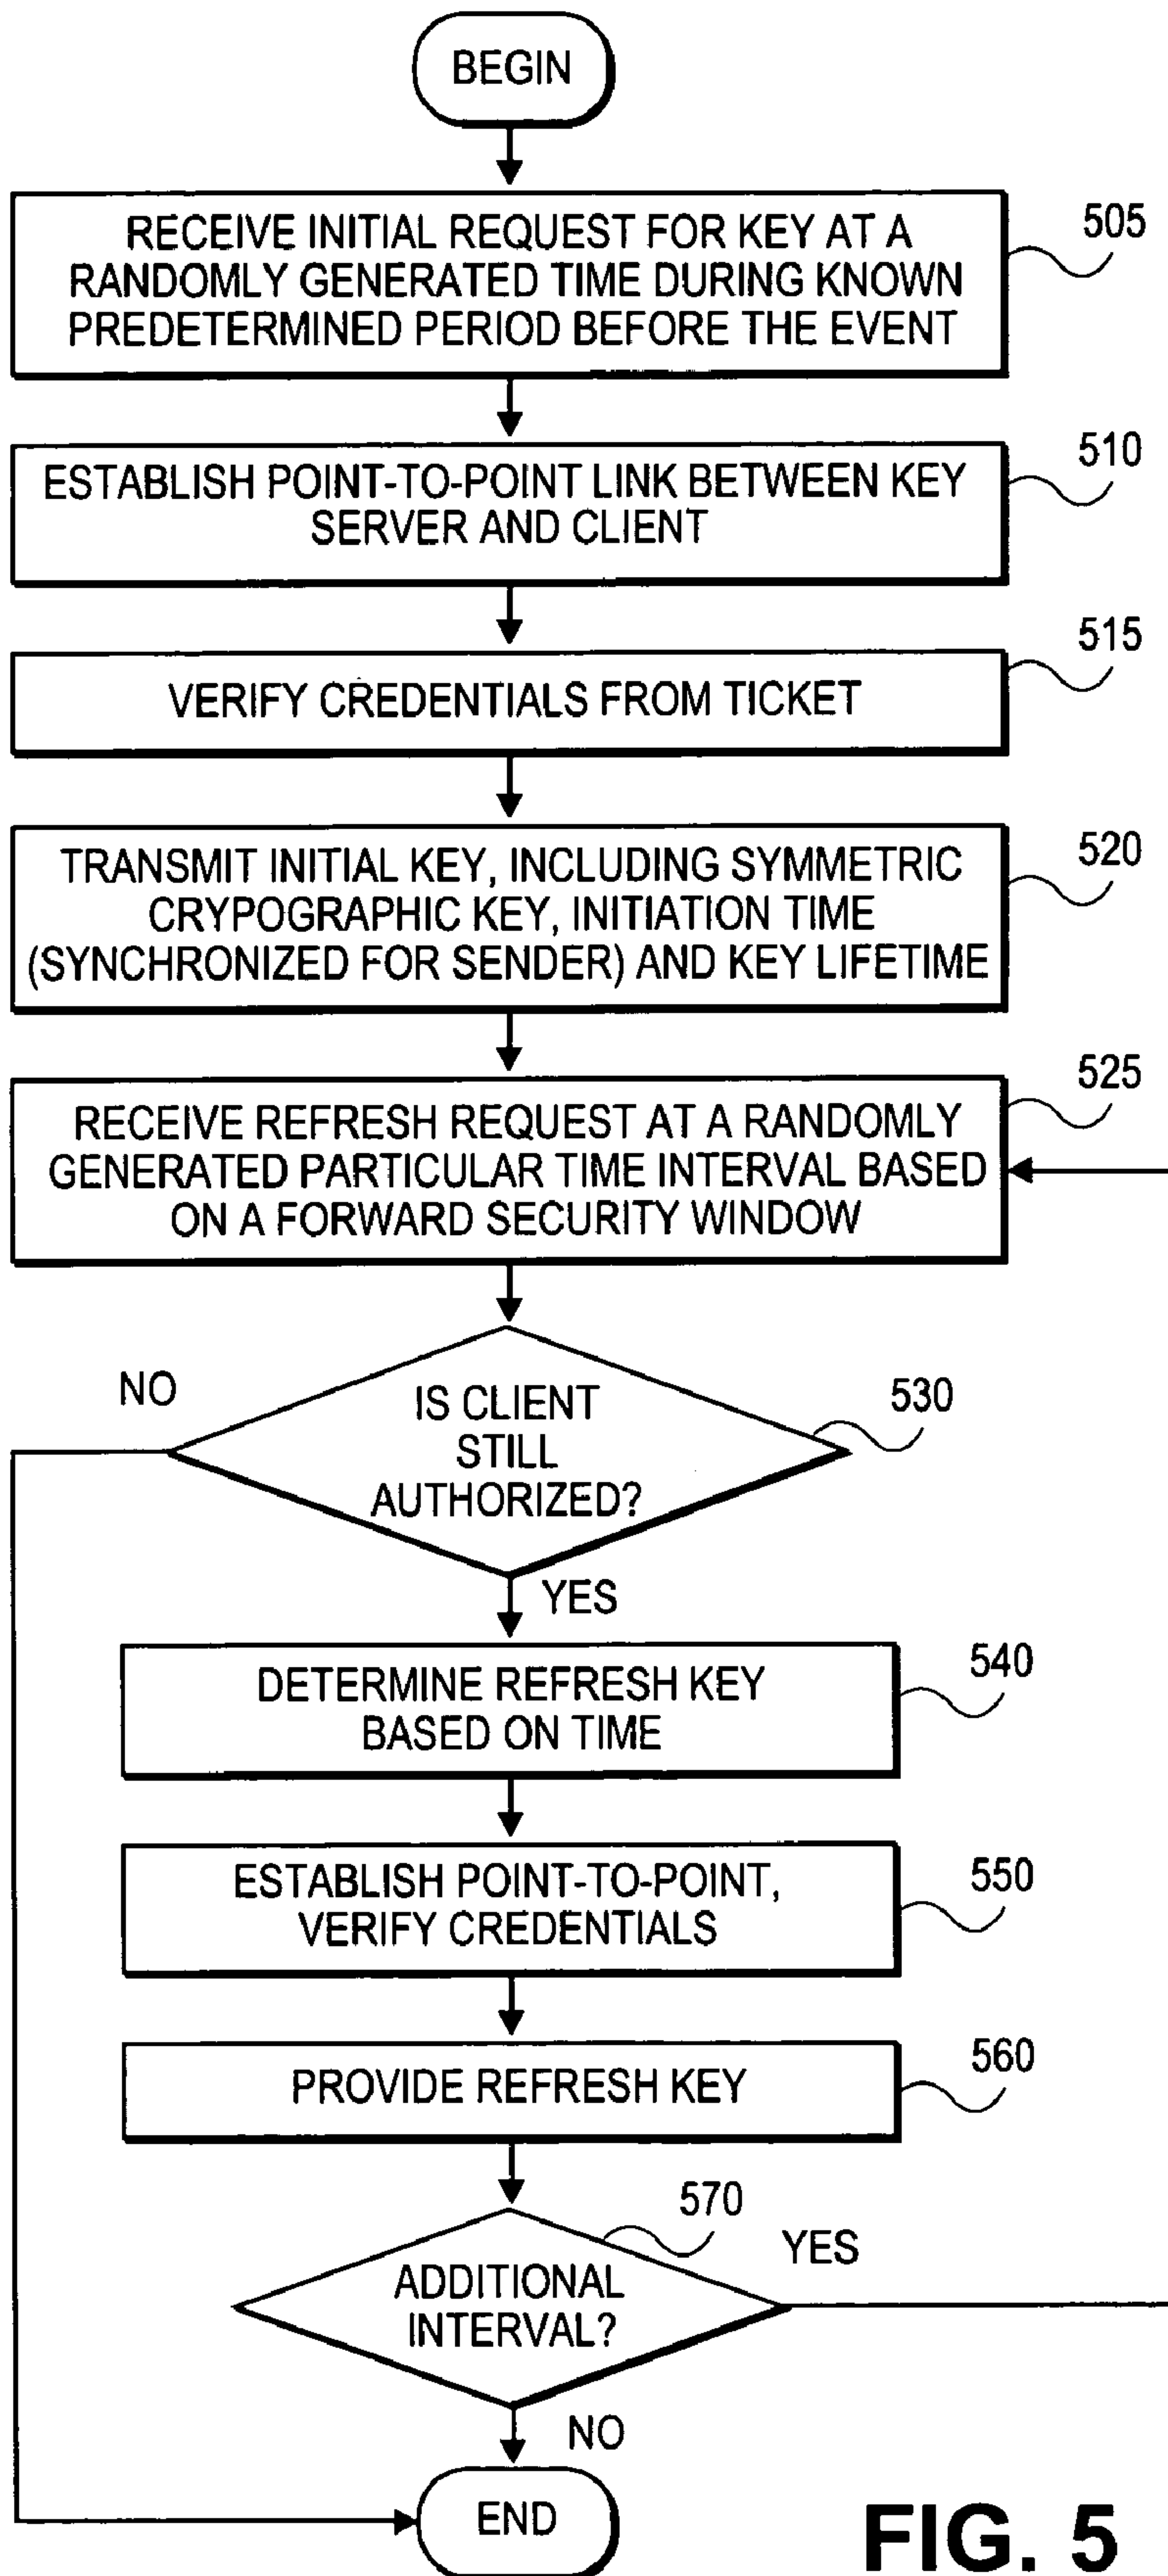 BEGIN
RECEIVE INITIAL REQUEST FOR KEY AT A
RANDOMLY GENERATED TIME DURING KNOWN
PREDETERMINED PERIOD BEFORE THE EVENT
505
ESTABLISH POINT-TO-POINT LINK BETWEEN KEY
SERVER AND CLIENT
510
VERIFY CREDENTIALS FROM TICKET
515
TRANSMIT INITIAL KEY, INCLUDING SYMMETRIC
CRYPOGRAPHIC KEY, INITIATION TIME
(SYNCHRONIZED FOR SENDER) AND KEY LIFETIME
520
RECEIVE REFRESH REQUEST AT A RANDOMLY
GENERATED PARTICULAR TIME INTERVAL BASED
ON A FORWARD SECURITY WINDOW
525
NO
IS CLIENT
STILL
AUTHORIZED?
530
YES
DETERMINE REFRESH KEY
BASED ON TIME
540
ESTABLISH POINT-TO-POINT,
VERIFY CREDENTIALS
550
PROVIDE REFRESH KEY
560
570
YES
ADDITIONAL
INTERVAL?
NO
END
FIG. 5